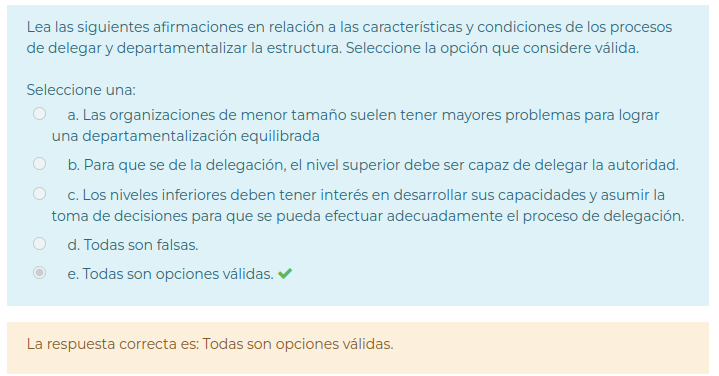 Lea las siguientes afirmaciones en relación a las características y condiciones de los procesos
de delegar y departamentalizar la estructura. Seleccione la opción que considere válida.
Seleccione una:
a. Las organizaciones de menor tamaño suelen tener mayores problemas para lograr
una departamentalización equilibrada
b. Para que se de la delegación, el nivel superior debe ser capaz de delegar la autoridad.
c. Los niveles inferiores deben tener interés en desarrollar sus capacidades y asumir la
toma de decisiones para que se pueda efectuar adecuadamente el proceso de delegación.
d. Todas son falsas.
e. Todas son opciones válidas.
La respuesta correcta es: Todas son opciones válidas.